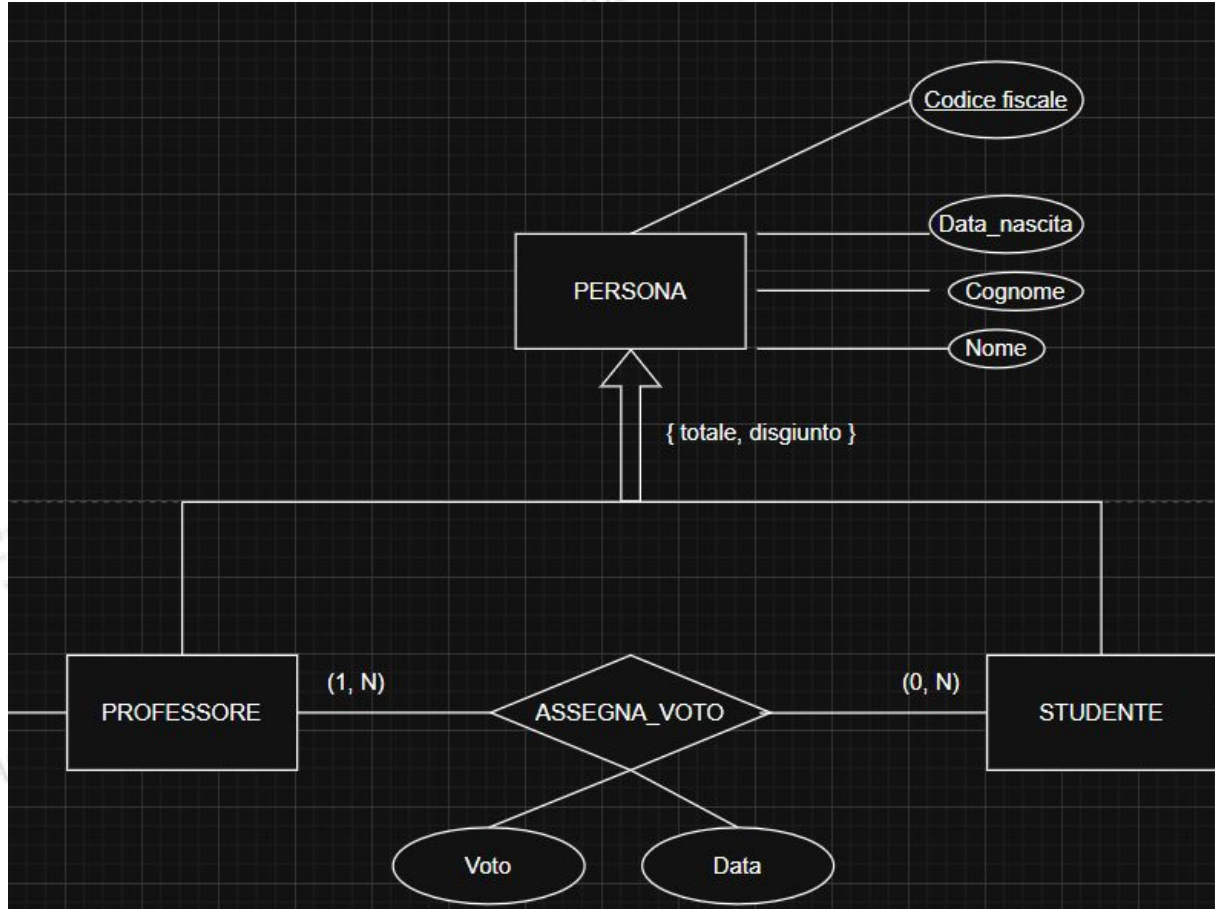 Codice fiscale
Data_nascita
PERSONA
Cognome
Nome
{ totale, disgiunto }
(1, N)
(0, N)
PROFESSORE
ASSEGNA_VOTO
STUDENTE
Voto
Data